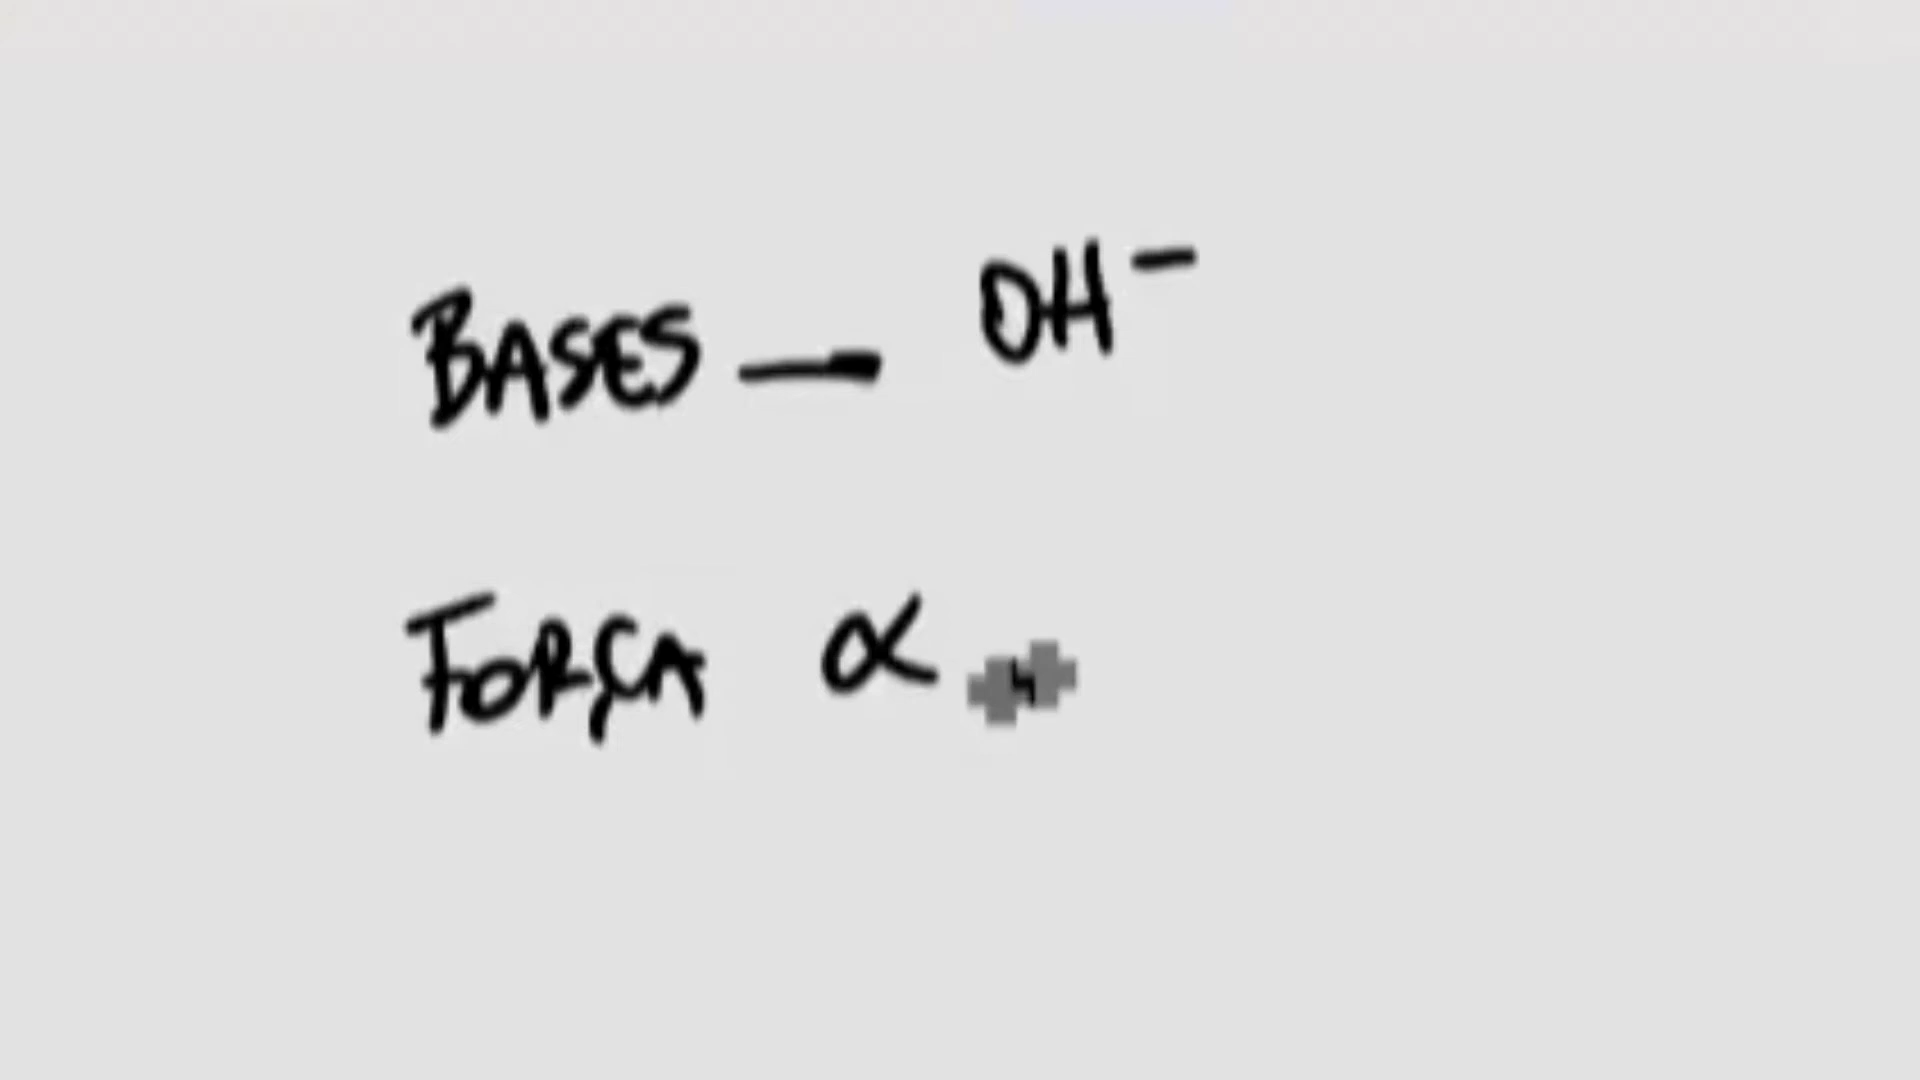 BASES — OH⁻
FORÇA α